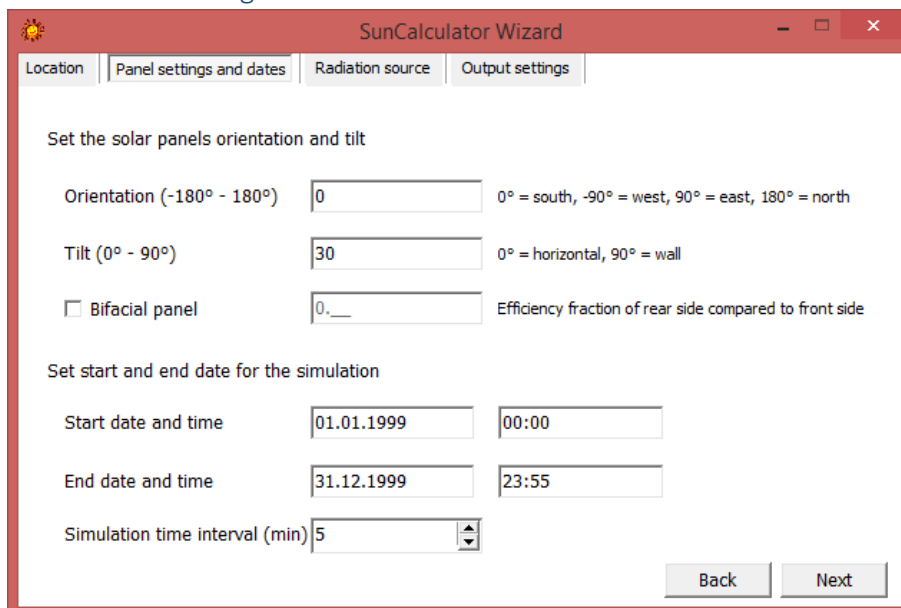 SunCalculator Wizard
Location Panel settings and dates Radiation source Output settings
Set the solar panels orientation and tilt
Orientation (-180º - 180º) 0 0° = south, -90° = west, 90° = east, 180° = north
Tilt (0º - 90º) 30 0° = horizontal, 90° = wall
Bifacial panel 0.__ Efficiency fraction of rear side compared to front side
Set start and end date for the simulation
Start date and time 01.01.1999 00:00
End date and time 31.12.1999 23:55
Simulation time interval (min) 5
Back Next